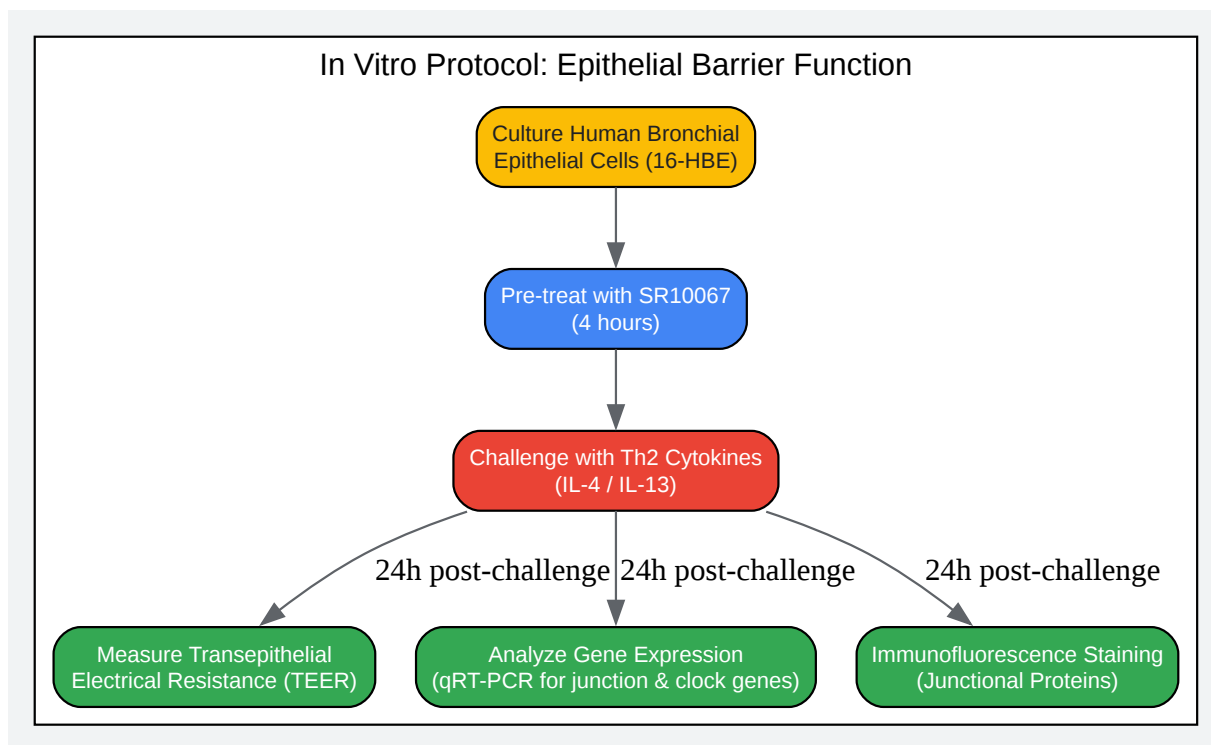 In Vitro Protocol: Epithelial Barrier Function
Culture Human Bronchial
Epithelial Cells (16-HBE)
Pre-treat with SR10067
(4 hours)
Challenge with Th2 Cytokines
(IL-4 / IL-13)
24h post-challenge
24h post-challenge
24h post-challenge
Measure Transepithelial
Electrical Resistance (TEER)
Analyze Gene Expression
(qRT-PCR for junction & clock genes)
Immunofluorescence Staining
(Junctional Proteins)